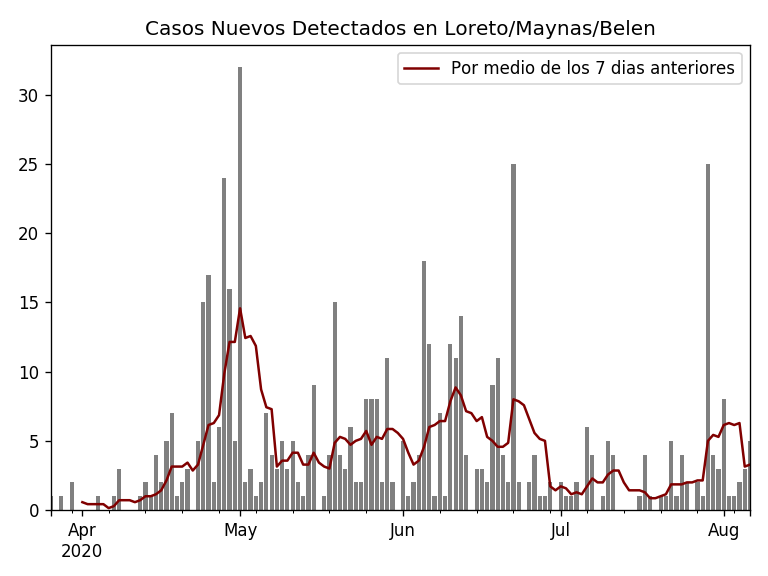 Casos Nuevos Detectados en Loreto/Maynas/Belen
Por medio de los 7 dias anteriores
30
25
20
15
10
5
0
Apr
2020
May
Jun
Jul
Aug